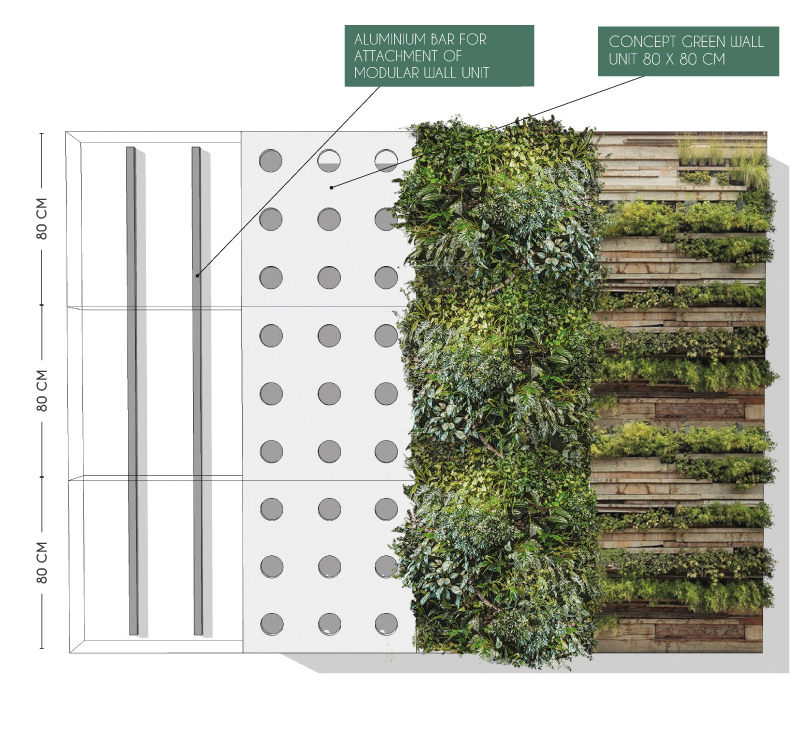 ALUMINIUM BAR FOR
ATTACHMENT OF
MODULAR WALL UNIT
CONCEPT GREEN WALL
UNIT 80 X 80 CM
80 CM
80 CM
80 CM